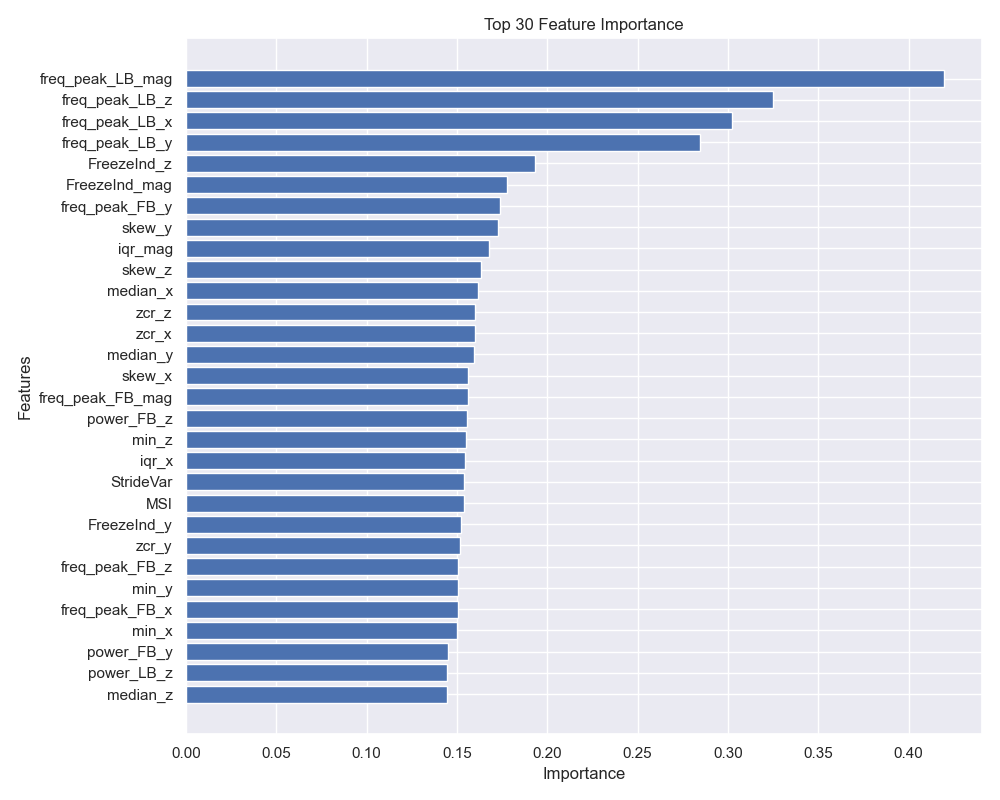 Top 30 Feature Importance
freq_peak_LB_mag
freq_peak_LB_z
freq_peak_LB_x
freq_peak_LB_y
FreezeInd_z
FreezeInd_mag
freq_peak_FB_y
skew_y
iqr_mag
skew_z
median_x
zcr_z
zcr_x
median_y
skew_x
freq_peak_FB_mag
power_FB_z
min_z
iqr_x
StrideVar
MSI
FreezeInd_y
zcr_y
freq_peak_FB_z
min_y
freq_peak_FB_x
min_x
power_FB_y
power_LB_z
median_z
Features
0.00 0.05 0.10 0.15 0.20 0.25 0.30 0.35 0.40
Importance